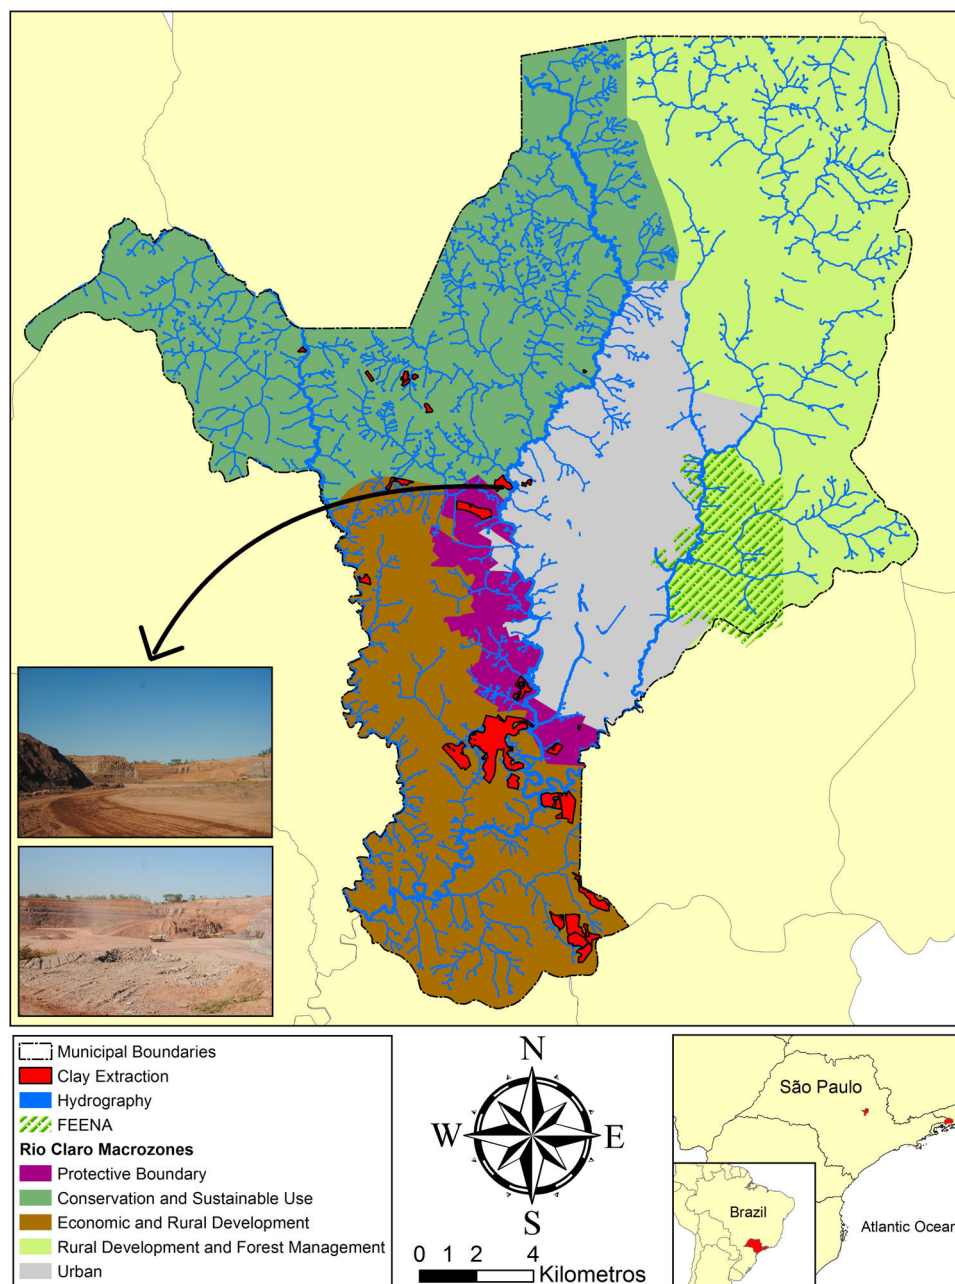 Municipal Boundaries
Clay Extraction
Hydrography
FEENA
Rio Claro Macrozones
Protective Boundary
Conservation and Sustainable Use
Economic and Rural Development
Rural Development and Forest Management
Urban
N
W
E
S
0 1 2 4
Kilometros
São Paulo
Brazil
Atlantic Ocean